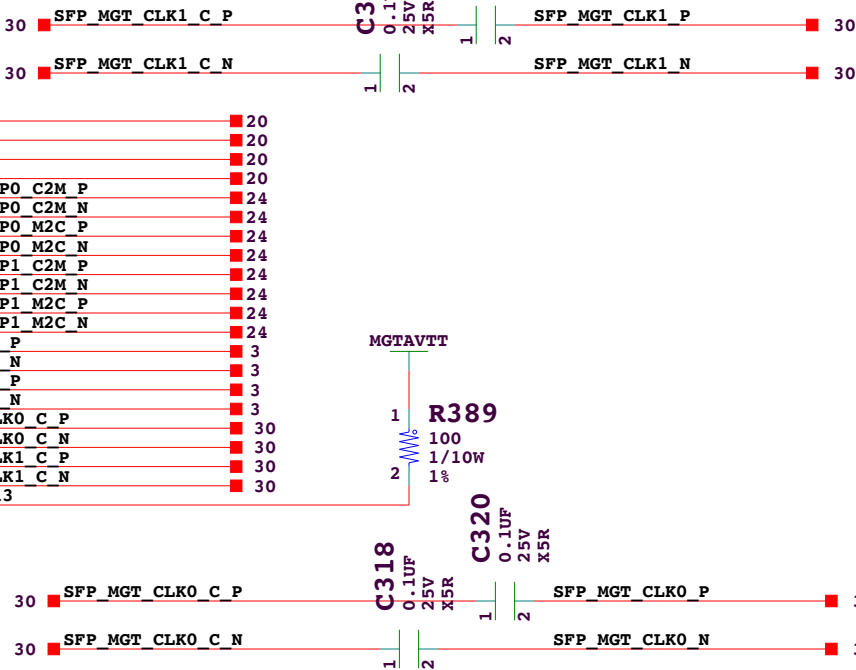 30 SFP_MGT_CLK1_C_P C3 0.1 25V X5R 1 2 SFP_MGT_CLK1_P 30
30 SFP_MGT_CLK1_C_N 1 2 SFP_MGT_CLK1_N 30
20
20
20
20
P0_C2M_P 24
P0_C2M_N 24
P0_M2C_P 24
P0_M2C_N 24
P1_C2M_P 24
P1_C2M_N 24
P1_M2C_P 24
P1_M2C_N 24
_P 3
_N 3
_P 3
_N 3
LK0_C_P 30
LK0_C_N 30
LK1_C_P 30
LK1_C_N 30
3
MGTAVTT
1 R389
100
1/10W
2 1%
C320
0.1UF
25V
X5R
C318
0.1UF
25V
X5R
30 SFP_MGT_CLK0_C_P 1 2 SFP_MGT_CLK0_P
30 SFP_MGT_CLK0_C_N 1 2 SFP_MGT_CLK0_N